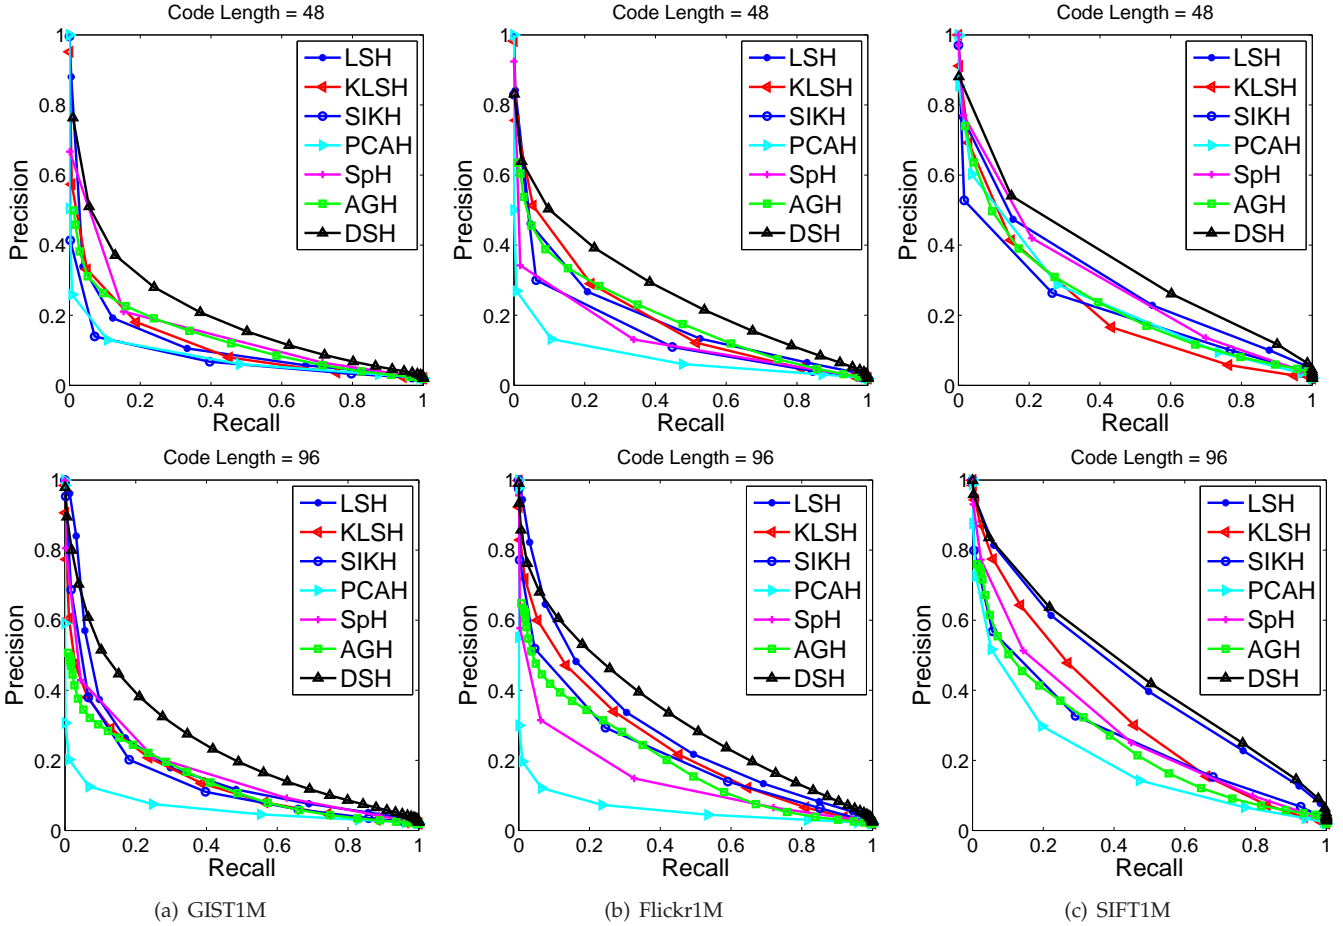 Code Length = 48
Precision
1
0.8
0.6
0.4
0.2
0
0 0.2 0.4 0.6 0.8 1
Recall
LSH
KLSH
SIKH
PCAH
SpH
AGH
DSH
Code Length = 48
Precision
1
0.8
0.6
0.4
0.2
0
0 0.2 0.4 0.6 0.8 1
Recall
LSH
KLSH
SIKH
PCAH
SpH
AGH
DSH
Code Length = 48
Precision
1
0.8
0.6
0.4
0.2
0
0 0.2 0.4 0.6 0.8 1
Recall
LSH
KLSH
SIKH
PCAH
SpH
AGH
DSH
Code Length = 96
Precision
1
0.8
0.6
0.4
0.2
0
0 0.2 0.4 0.6 0.8 1
Recall
LSH
KLSH
SIKH
PCAH
SpH
AGH
DSH
Code Length = 96
Precision
1
0.8
0.6
0.4
0.2
0
0 0.2 0.4 0.6 0.8 1
Recall
LSH
KLSH
SIKH
PCAH
SpH
AGH
DSH
Code Length = 96
Precision
1
0.8
0.6
0.4
0.2
0
0 0.2 0.4 0.6 0.8 1
Recall
LSH
KLSH
SIKH
PCAH
SpH
AGH
DSH
(a) GIST1M
(b) Flickr1M
(c) SIFT1M